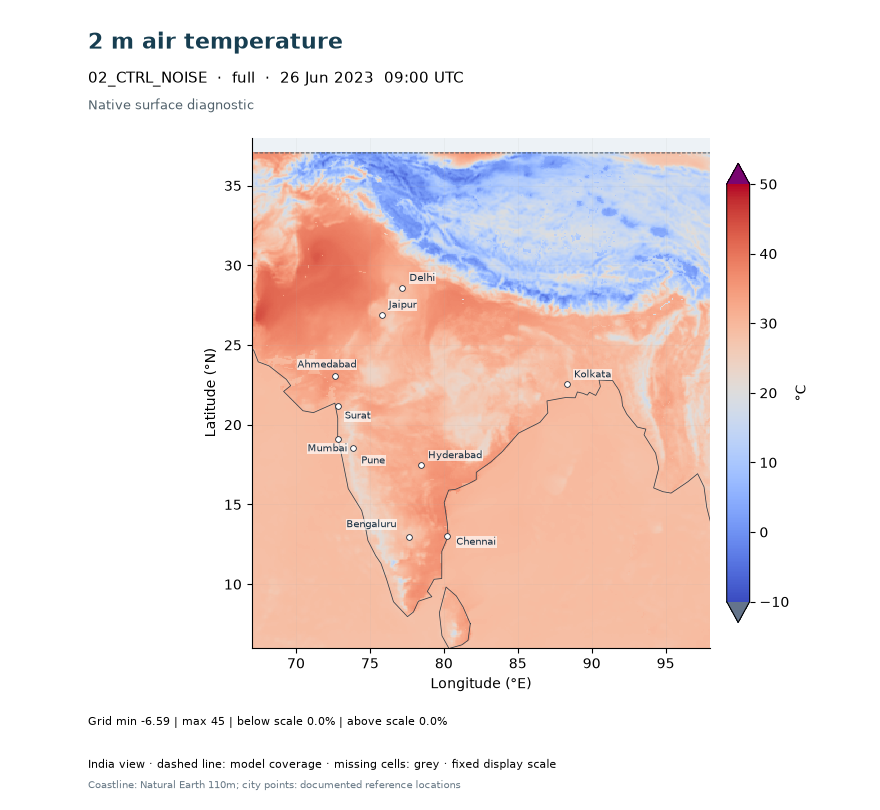 2 m air temperature
02_CTRL_NOISE · full · 26 Jun 2023 09:00 UTC
Native surface diagnostic
35
30
25
20
15
10
Latitude (°N)
70
75
80
85
90
95
Longitude (°E)
Delhi
Jaipur
Ahmedabad
Kolkata
Surat
Mumbai
Pune
Hyderabad
Bengaluru
Chennai
50
40
30
20
10
0
−10
°C
Grid min -6.59 | max 45 | below scale 0.0% | above scale 0.0%
India view · dashed line: model coverage · missing cells: grey · fixed display scale
Coastline: Natural Earth 110m; city points: documented reference locations